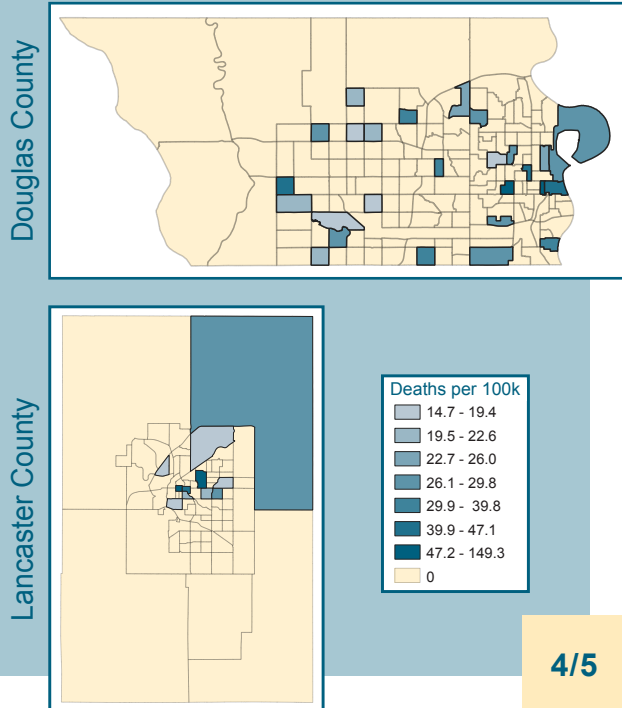 Douglas County
Lancaster County
Deaths per 100k
14.7 - 19.4
19.5 - 22.6
22.7 - 26.0
26.1 - 29.8
29.9 - 39.8
39.9 - 47.1
47.2 - 149.3
0
4/5